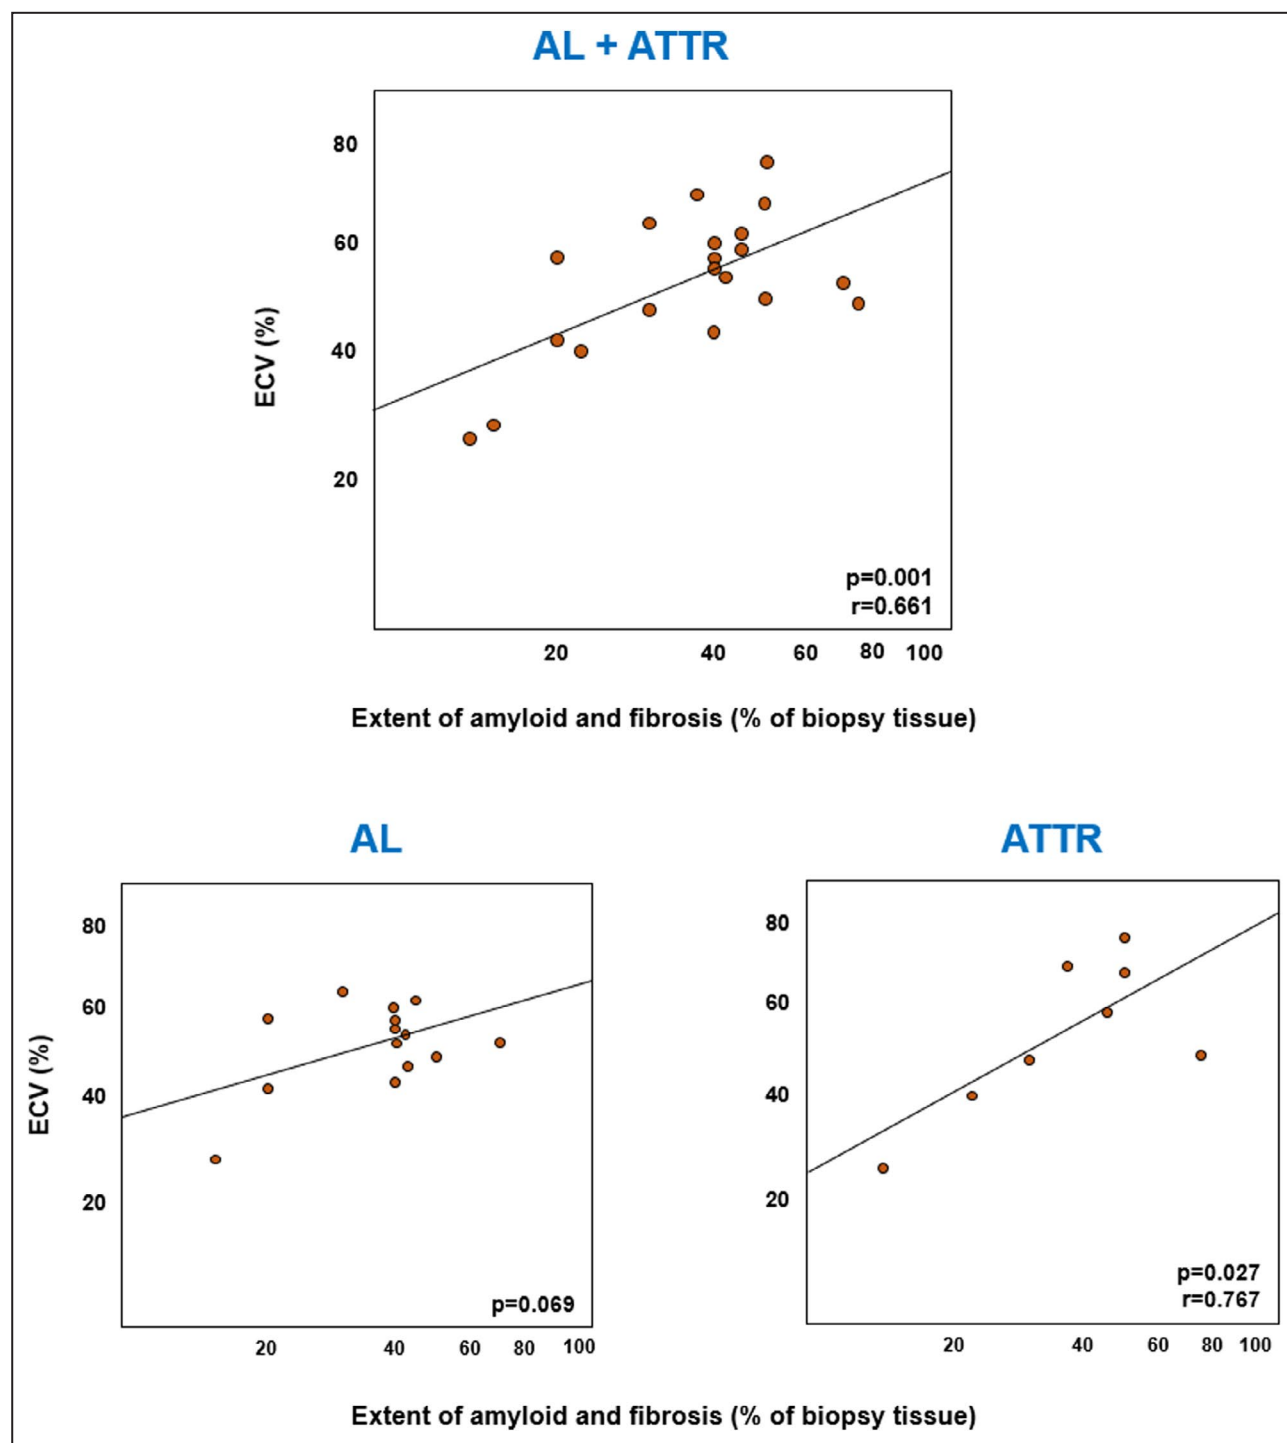 AL + ATTR
80
60
40
20
ECV (%)
p=0.001
r=0.661
20 40 60 80 100
Extent of amyloid and fibrosis (% of biopsy tissue)
AL
80
60
40
20
ECV (%)
p=0.069
20 40 60 80 100
ATTR
80
60
40
20
p=0.027
r=0.767
20 40 60 80 100
Extent of amyloid and fibrosis (% of biopsy tissue)